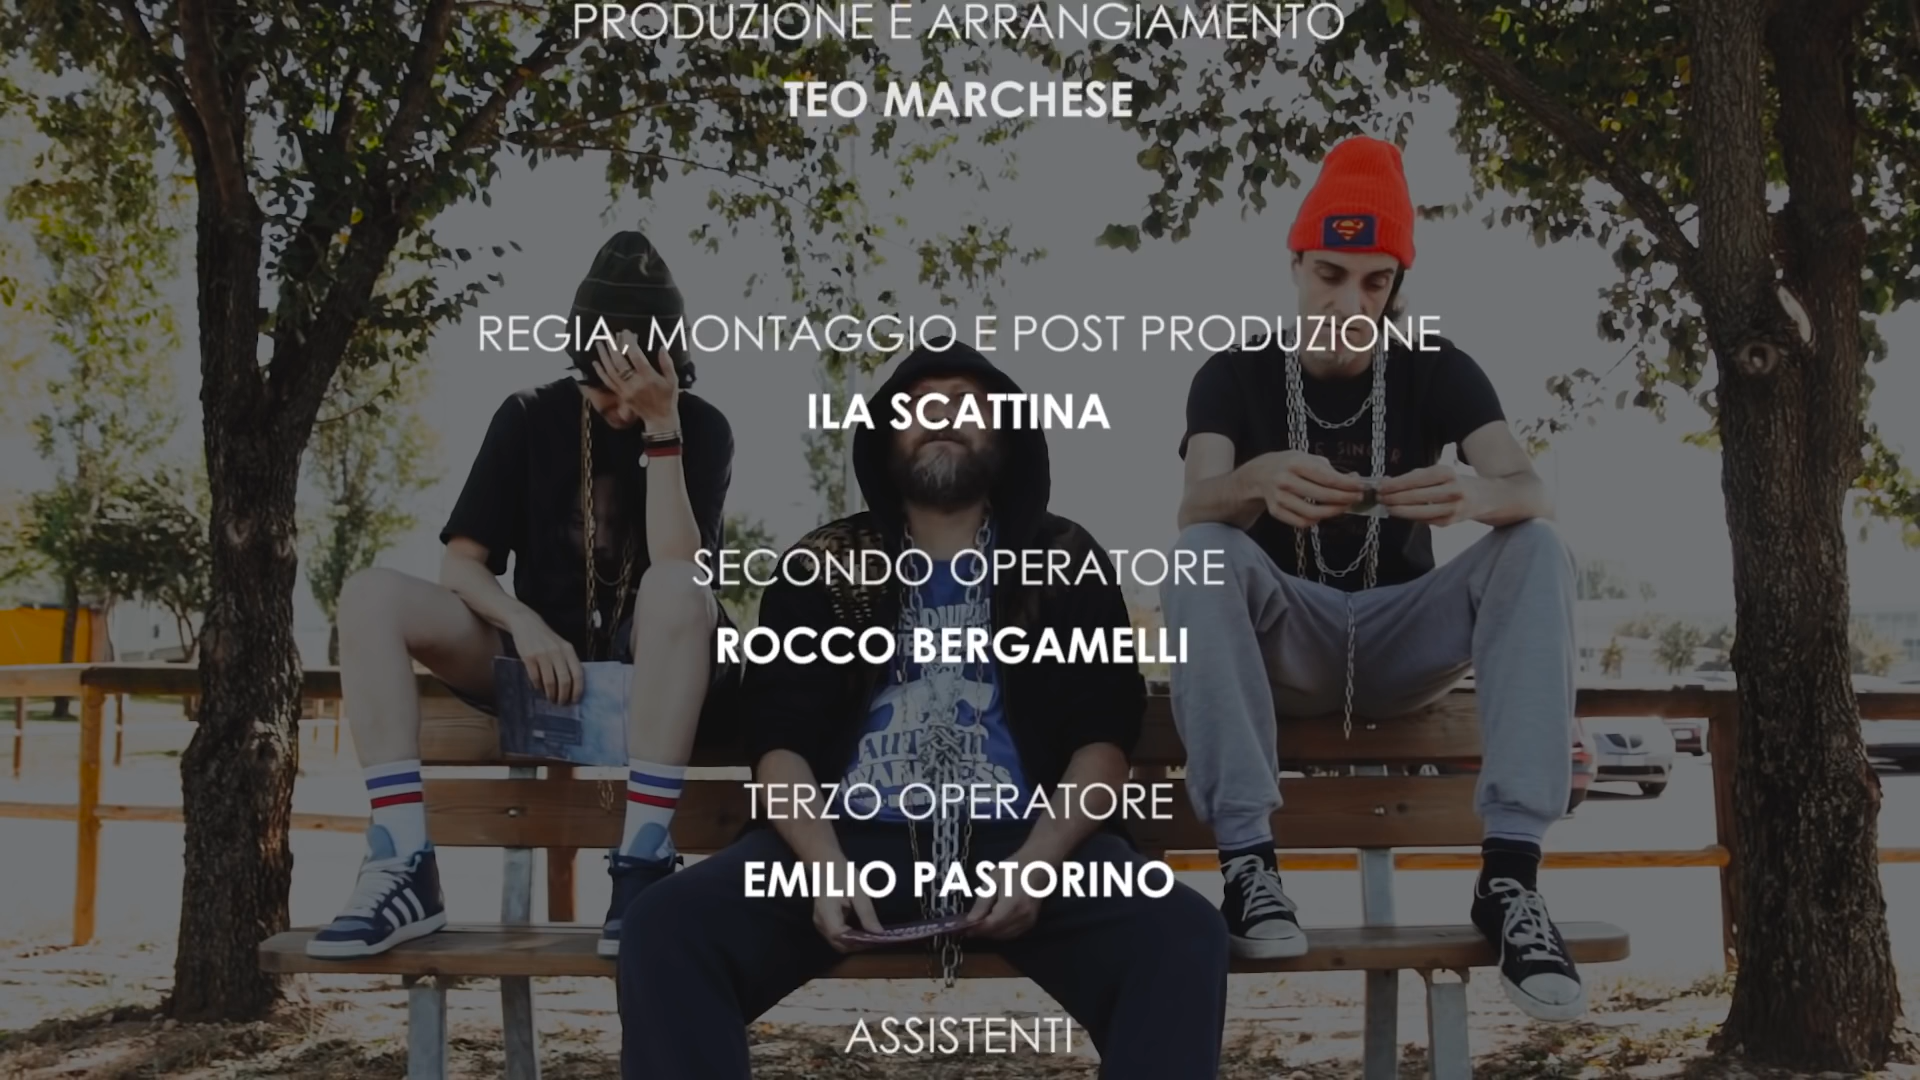 PRODUZIONE E ARRANGIAMENTO
TEO MARCHESE
REGIA, MONTAGGIO E POST PRODUZIONE
ILA SCATTINA
SECONDO OPERATORE
ROCCO BERGAMELLI
TERZO OPERATORE
EMILIO PASTORINO
ASSISTENTI